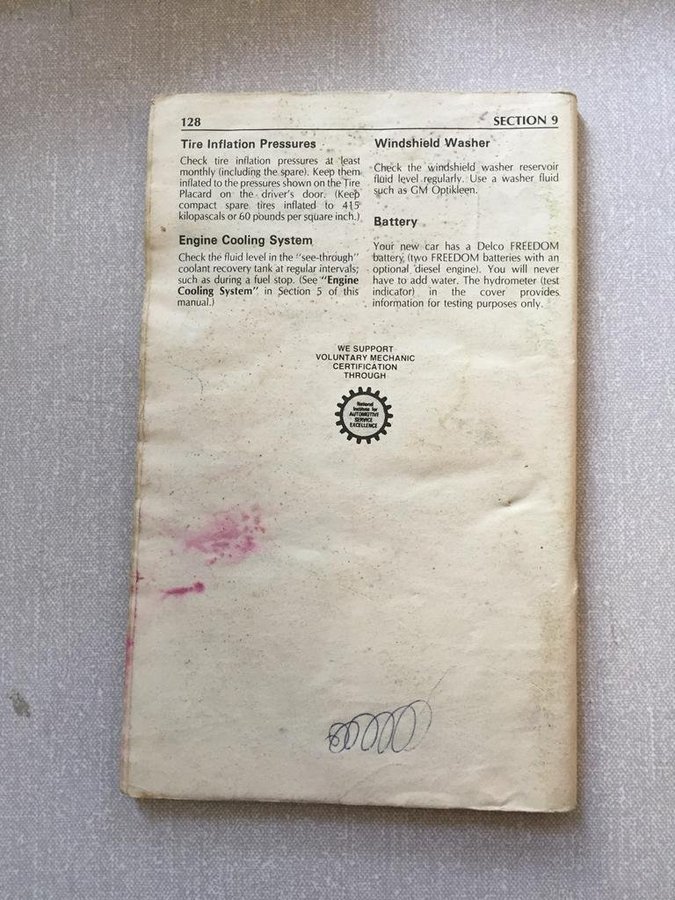 128
SECTION 9
Tire Inflation Pressures
Check tire inflation pressures at least
monthly (including the spare). Keep them
inflated to the pressures shown on the Tire
Placard on the driver's door. (Keep
compact spare tires inflated to 415
kilopascals or 60 pounds per square inch.)
Engine Cooling System
Check the fluid level in the "see-through"
coolant recovery tank at regular intervals;
such as during a fuel stop. (See "Engine
Cooling System" in Section 5 of this
manual.)
Windshield Washer
Check the windshield washer reservoir
fluid level regularly. Use a washer fluid
such as GM Optikleen.
Battery
Your new car has a Delco FREEDOM
battery, (two FREEDOM batteries with an
optional diesel engine). You will never
have to add water. The hydrometer (test
indicator) in the cover provides
information for testing purposes only.
WE SUPPORT
VOLUNTARY MECHANIC
CERTIFICATION
THROUGH
National
Institute for
AUTOMOTIVE
SERVICE
EXCELLENCE